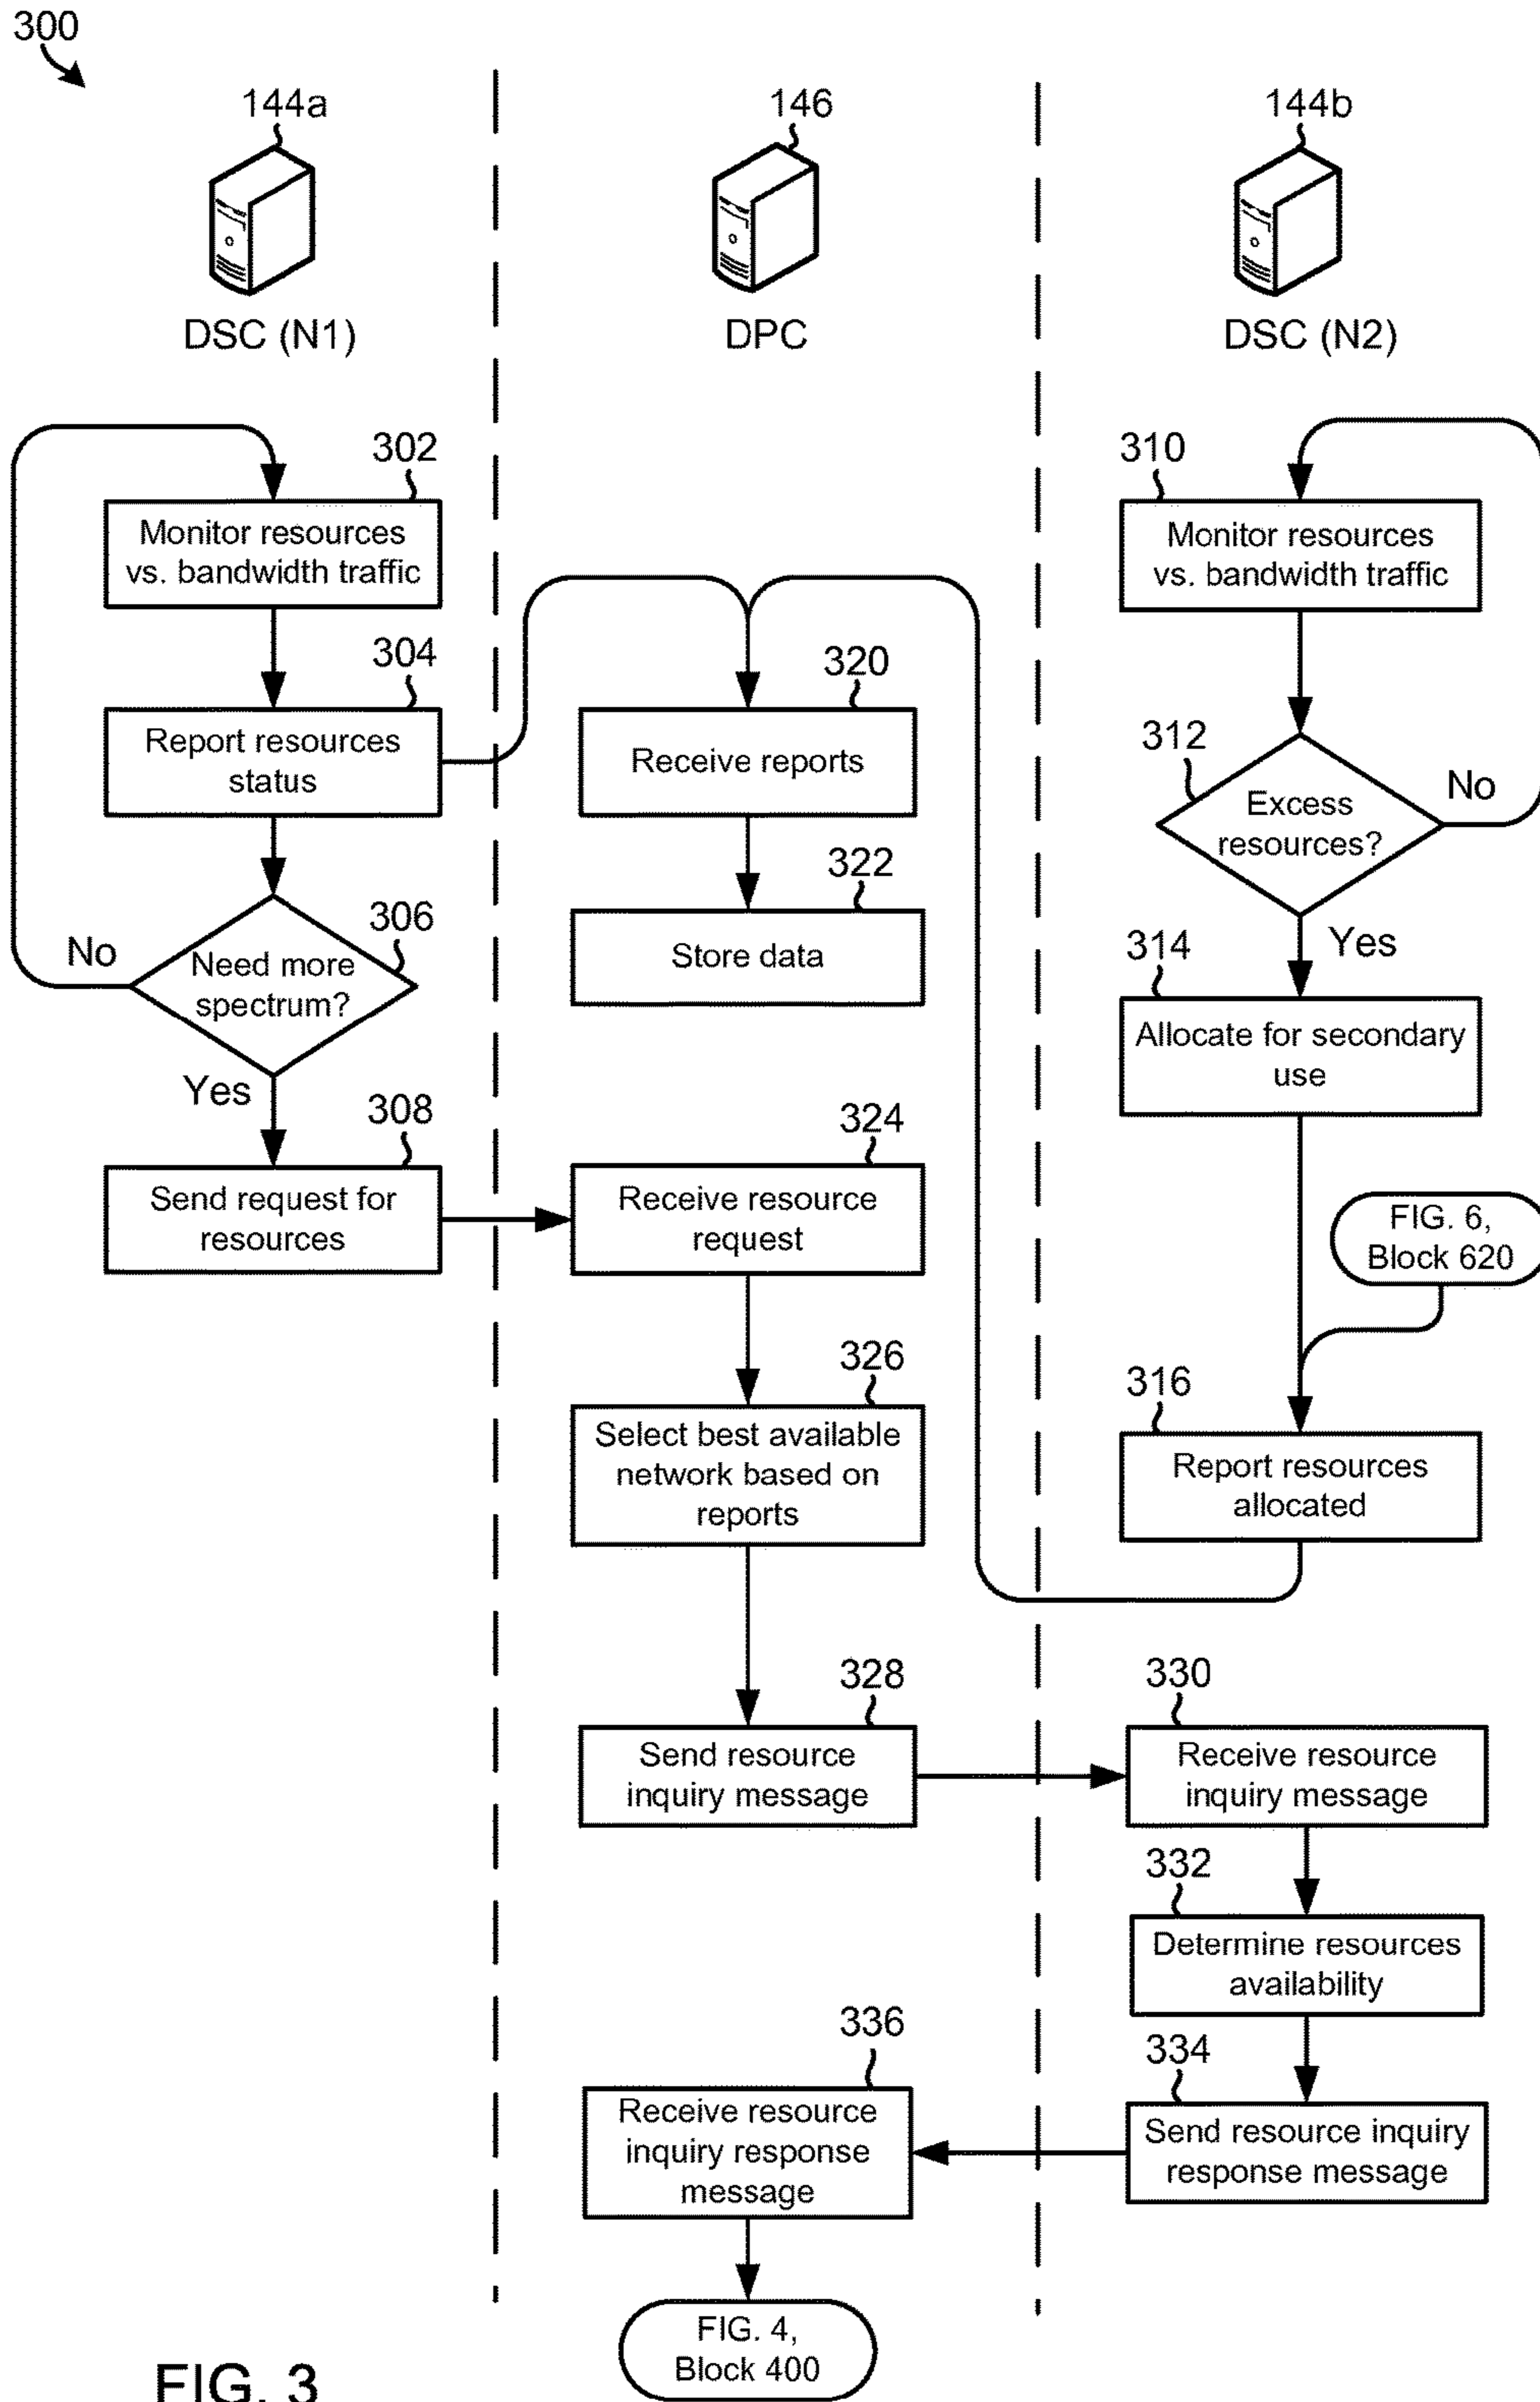 300
144a
146
144b
DSC (N1)
DPC
DSC (N2)
302
Monitor resources
vs. bandwidth traffic
304
Report resources
status
306
Need more
spectrum?
No
Yes
308
Send request for
resources
320
Receive reports
322
Store data
324
Receive resource
request
326
Select best available
network based on
reports
328
Send resource
inquiry message
336
Receive resource
inquiry response
message
FIG. 4,
Block 400
310
Monitor resources
vs. bandwidth traffic
312
Excess
resources?
No
Yes
314
Allocate for secondary
use
FIG. 6,
Block 620
316
Report resources
allocated
330
Receive resource
inquiry message
332
Determine resources
availability
334
Send resource inquiry
response message
FIG. 3